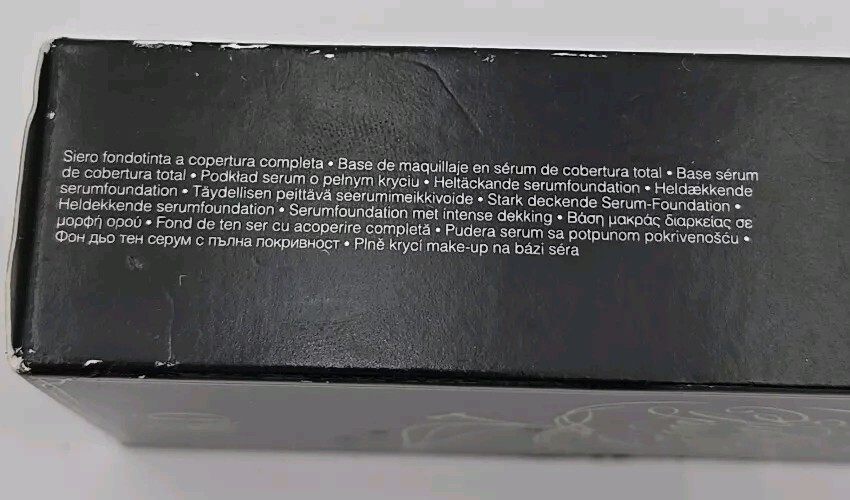 Siero fondotinta a copertura completa • Base de maquillaje en sérum de cobertura total • Base sérum
de cobertura total • Podkład serum o pełnym kryciu • Heltäckande serumfoundation • Heldækkende
serumfoundation • Täydellisen peittävä seerumimeikkivoide • Stark deckende Serum-Foundation •
Heldekkende serumfoundation • Serumfoundation met intense dekking • Βάση μακράς διαρκείας σε
μορφή ορού • Fond de ten ser cu acoperire completă • Pudera serum sa potpunom pokrivenošću •
Фон дьо тен серум с пълна покривност • Plně krycí make-up na bázi séra